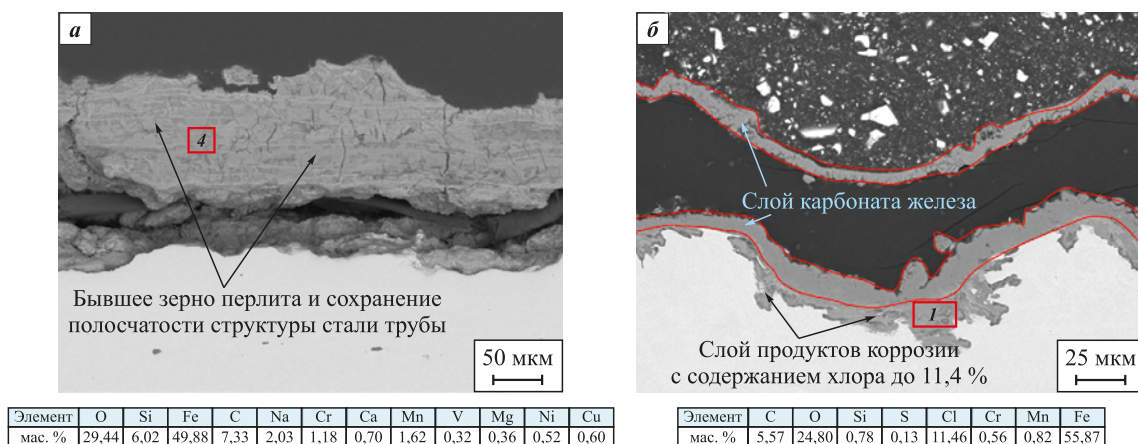 а
4
Бывшее зерно перлита и сохранение
полосчатости структуры стали трубы
50 мкм
Элемент O Si Fe C Na Cr Ca Mn V Mg Ni Cu
мас. % 29,44 6,02 49,88 7,33 2,03 1,18 0,70 1,62 0,32 0,36 0,52 0,60
б
Слой карбоната железа
1
Слой продуктов коррозии
с содержанием хлора до 11,4 %
25 мкм
Элемент C O Si S Cl Cr Mn Fe
мас. % 5,57 24,80 0,78 0,13 11,46 0,56 0,82 55,87